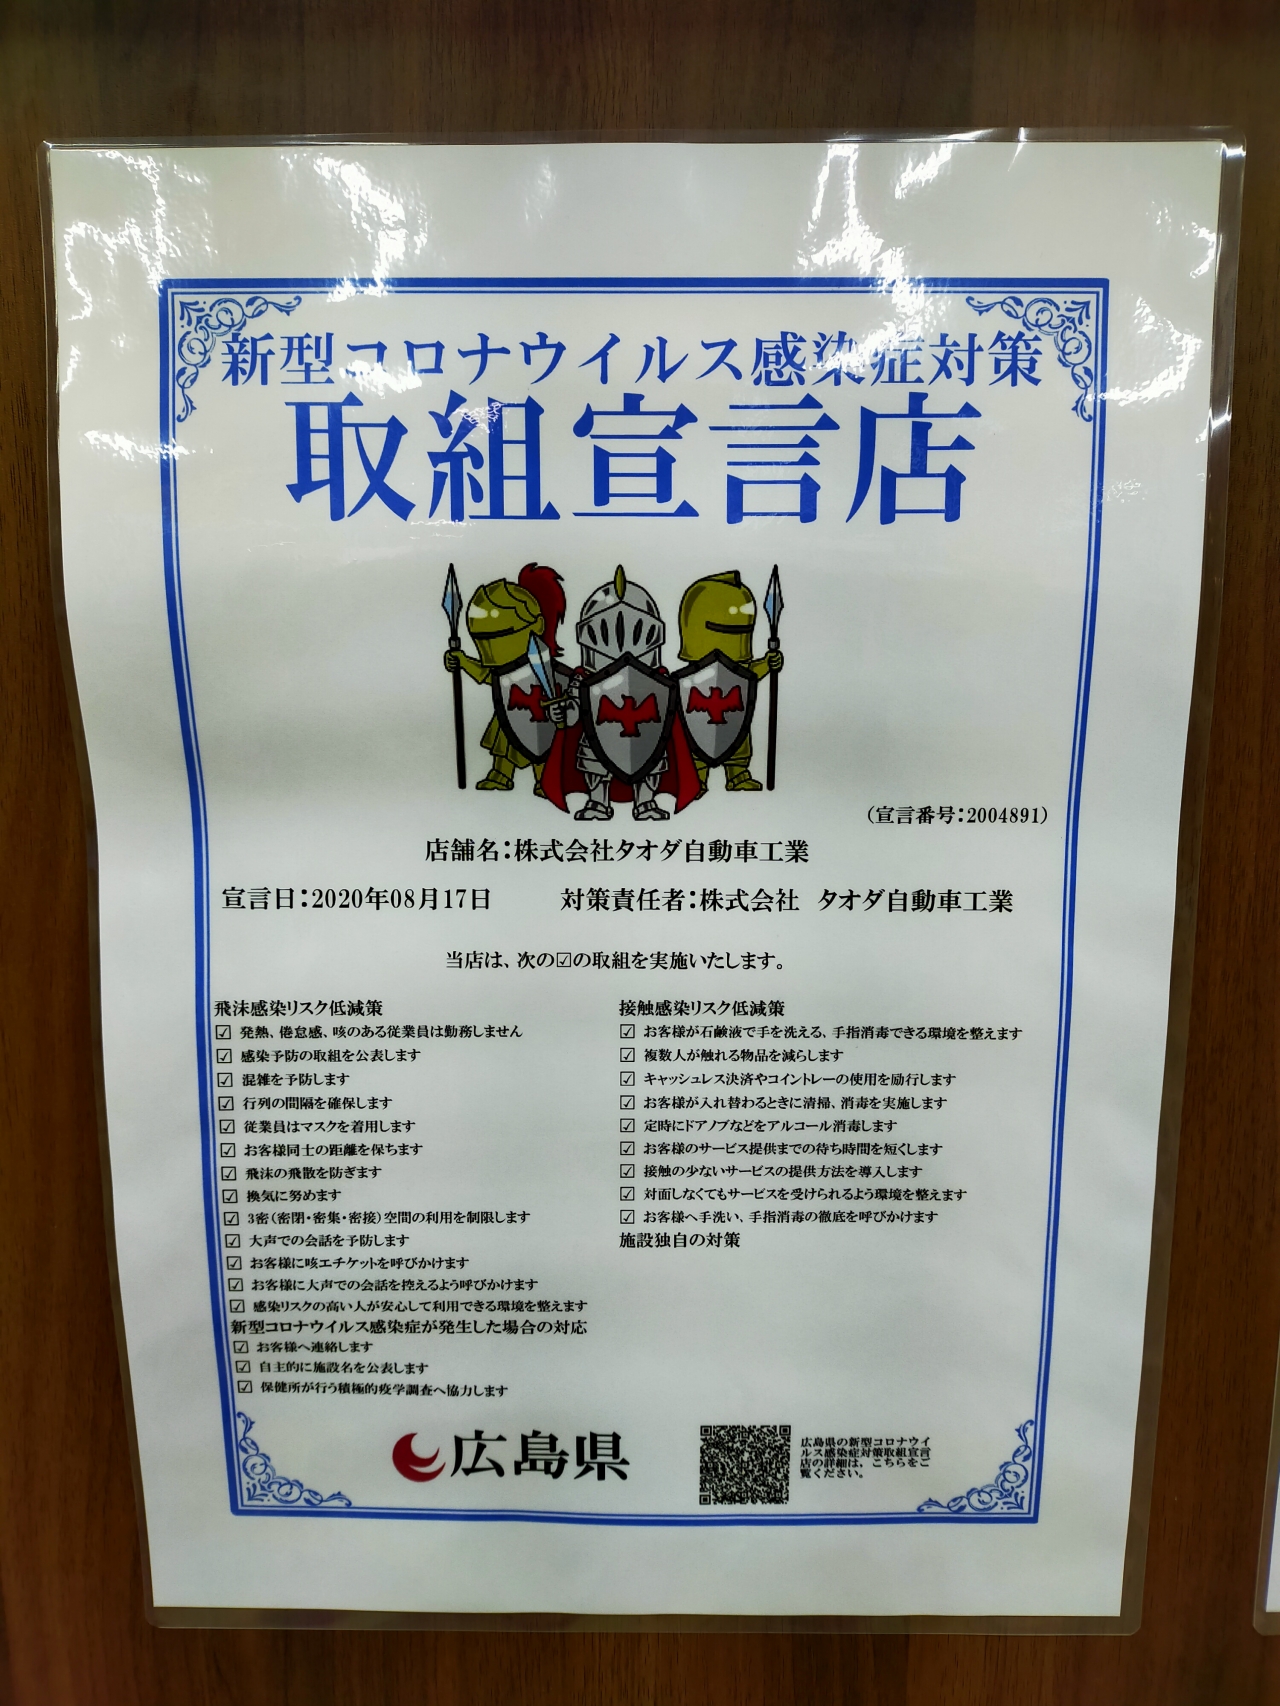 新型コロナウイルス感染症対策
取組宣言店
（宣言番号：2004891）
店舗名：株式会社タオダ自動車工業
宣言日：2020年08月17日　対策責任者：株式会社　タオダ自動車工業
当店は、次の☑の取組を実施いたします。
飛沫感染リスク低減策
☑ 発熱、倦怠感、咳のある従業員は勤務しません
☑ 感染予防の取組を公表します
☑ 混雑を予防します
☑ 行列の間隔を確保します
☑ 従業員はマスクを着用します
☑ お客様同士の距離を保ちます
☑ 飛沫の飛散を防ぎます
☑ 換気に努めます
☑ 3密（密閉・密集・密接）空間の利用を制限します
☑ 大声での会話を予防します
☑ お客様に咳エチケットを呼びかけます
☑ お客様に大声での会話を控えるよう呼びかけます
☑ 感染リスクの高い人が安心して利用できる環境を整えます
新型コロナウイルス感染症が発生した場合の対応
☑ お客様へ連絡します
☑ 自主的に施設名を公表します
☑ 保健所が行う積極的疫学調査へ協力します
接触感染リスク低減策
☑ お客様が石鹸液で手を洗える、手指消毒できる環境を整えます
☑ 複数人が触れる物品を減らします
☑ キャッシュレス決済やコイントレーの使用を励行します
☑ お客様が入れ替わるときに清掃、消毒を実施します
☑ 定時にドアノブなどをアルコール消毒します
☑ お客様のサービス提供までの待ち時間を短くします
☑ 接触の少ないサービスの提供方法を導入します
☑ 対面しなくてもサービスを受けられるよう環境を整えます
☑ お客様へ手洗い、手指消毒の徹底を呼びかけます
施設独自の対策
広島県
広島県の新型コロナウイ
ルス感染症対策取組宣言
店の詳細は、こちらをご
覧ください。